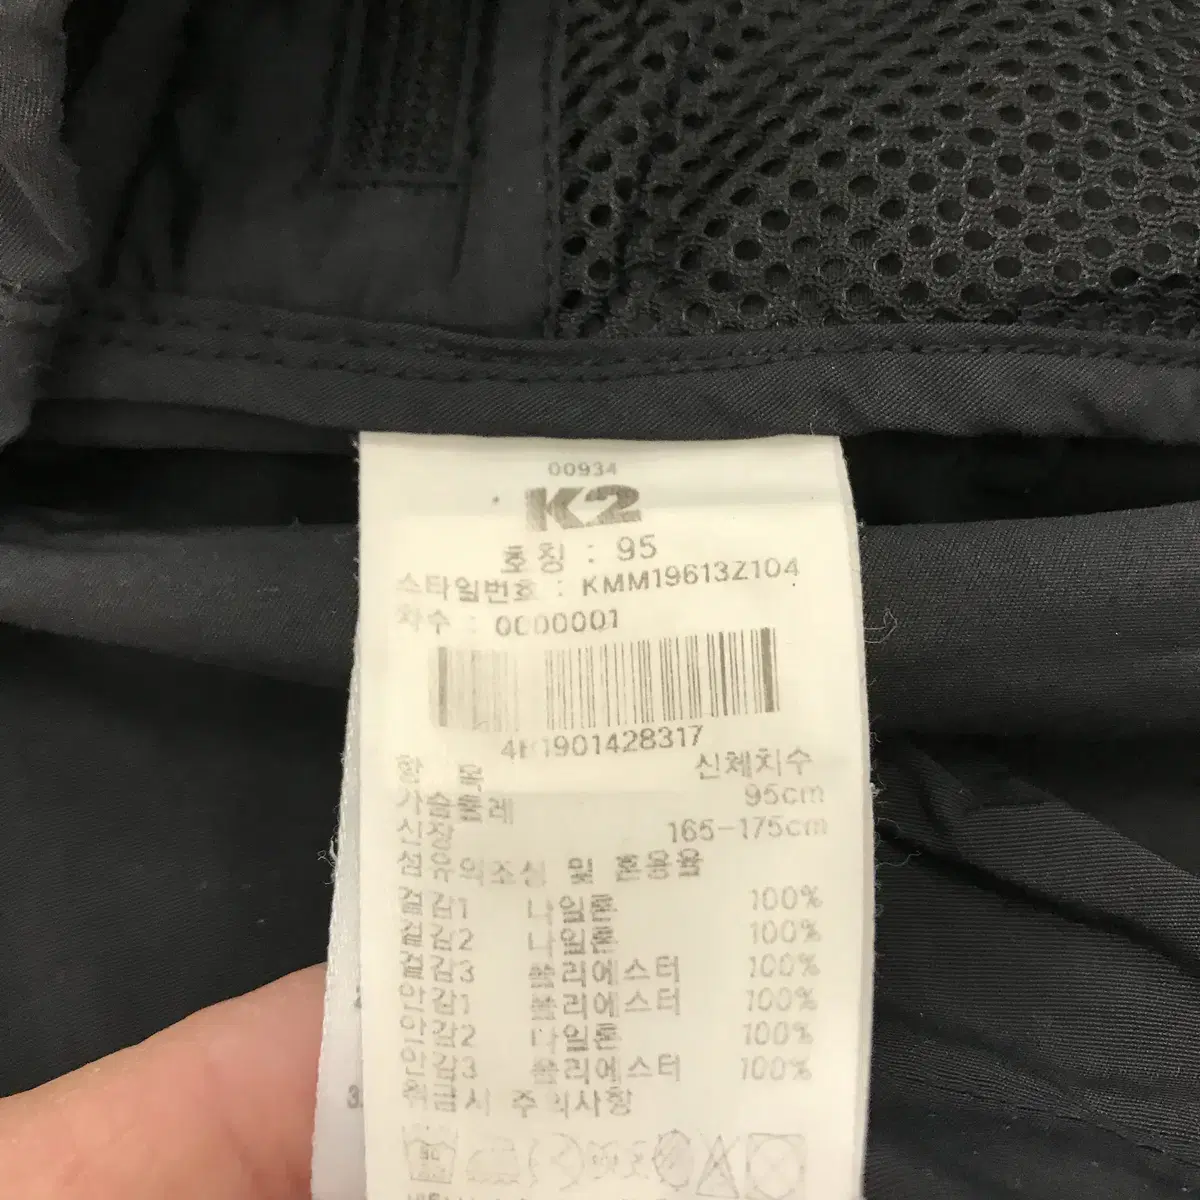 00934
K2
호칭 : 95
스타일번호 : KMM19613Z104
차수 : 0000001
1901428317
항 목 신체치수
가슴둘레 95cm
신장 165-175cm
섬유의조성 및 혼용율
겉감1 나일론 100%
겉감2 나일론 100%
겉감3 폴리에스터 100%
안감1 폴리에스터 100%
안감2 나일론 100%
안감3 폴리에스터 100%
취급시 주의사항
3.